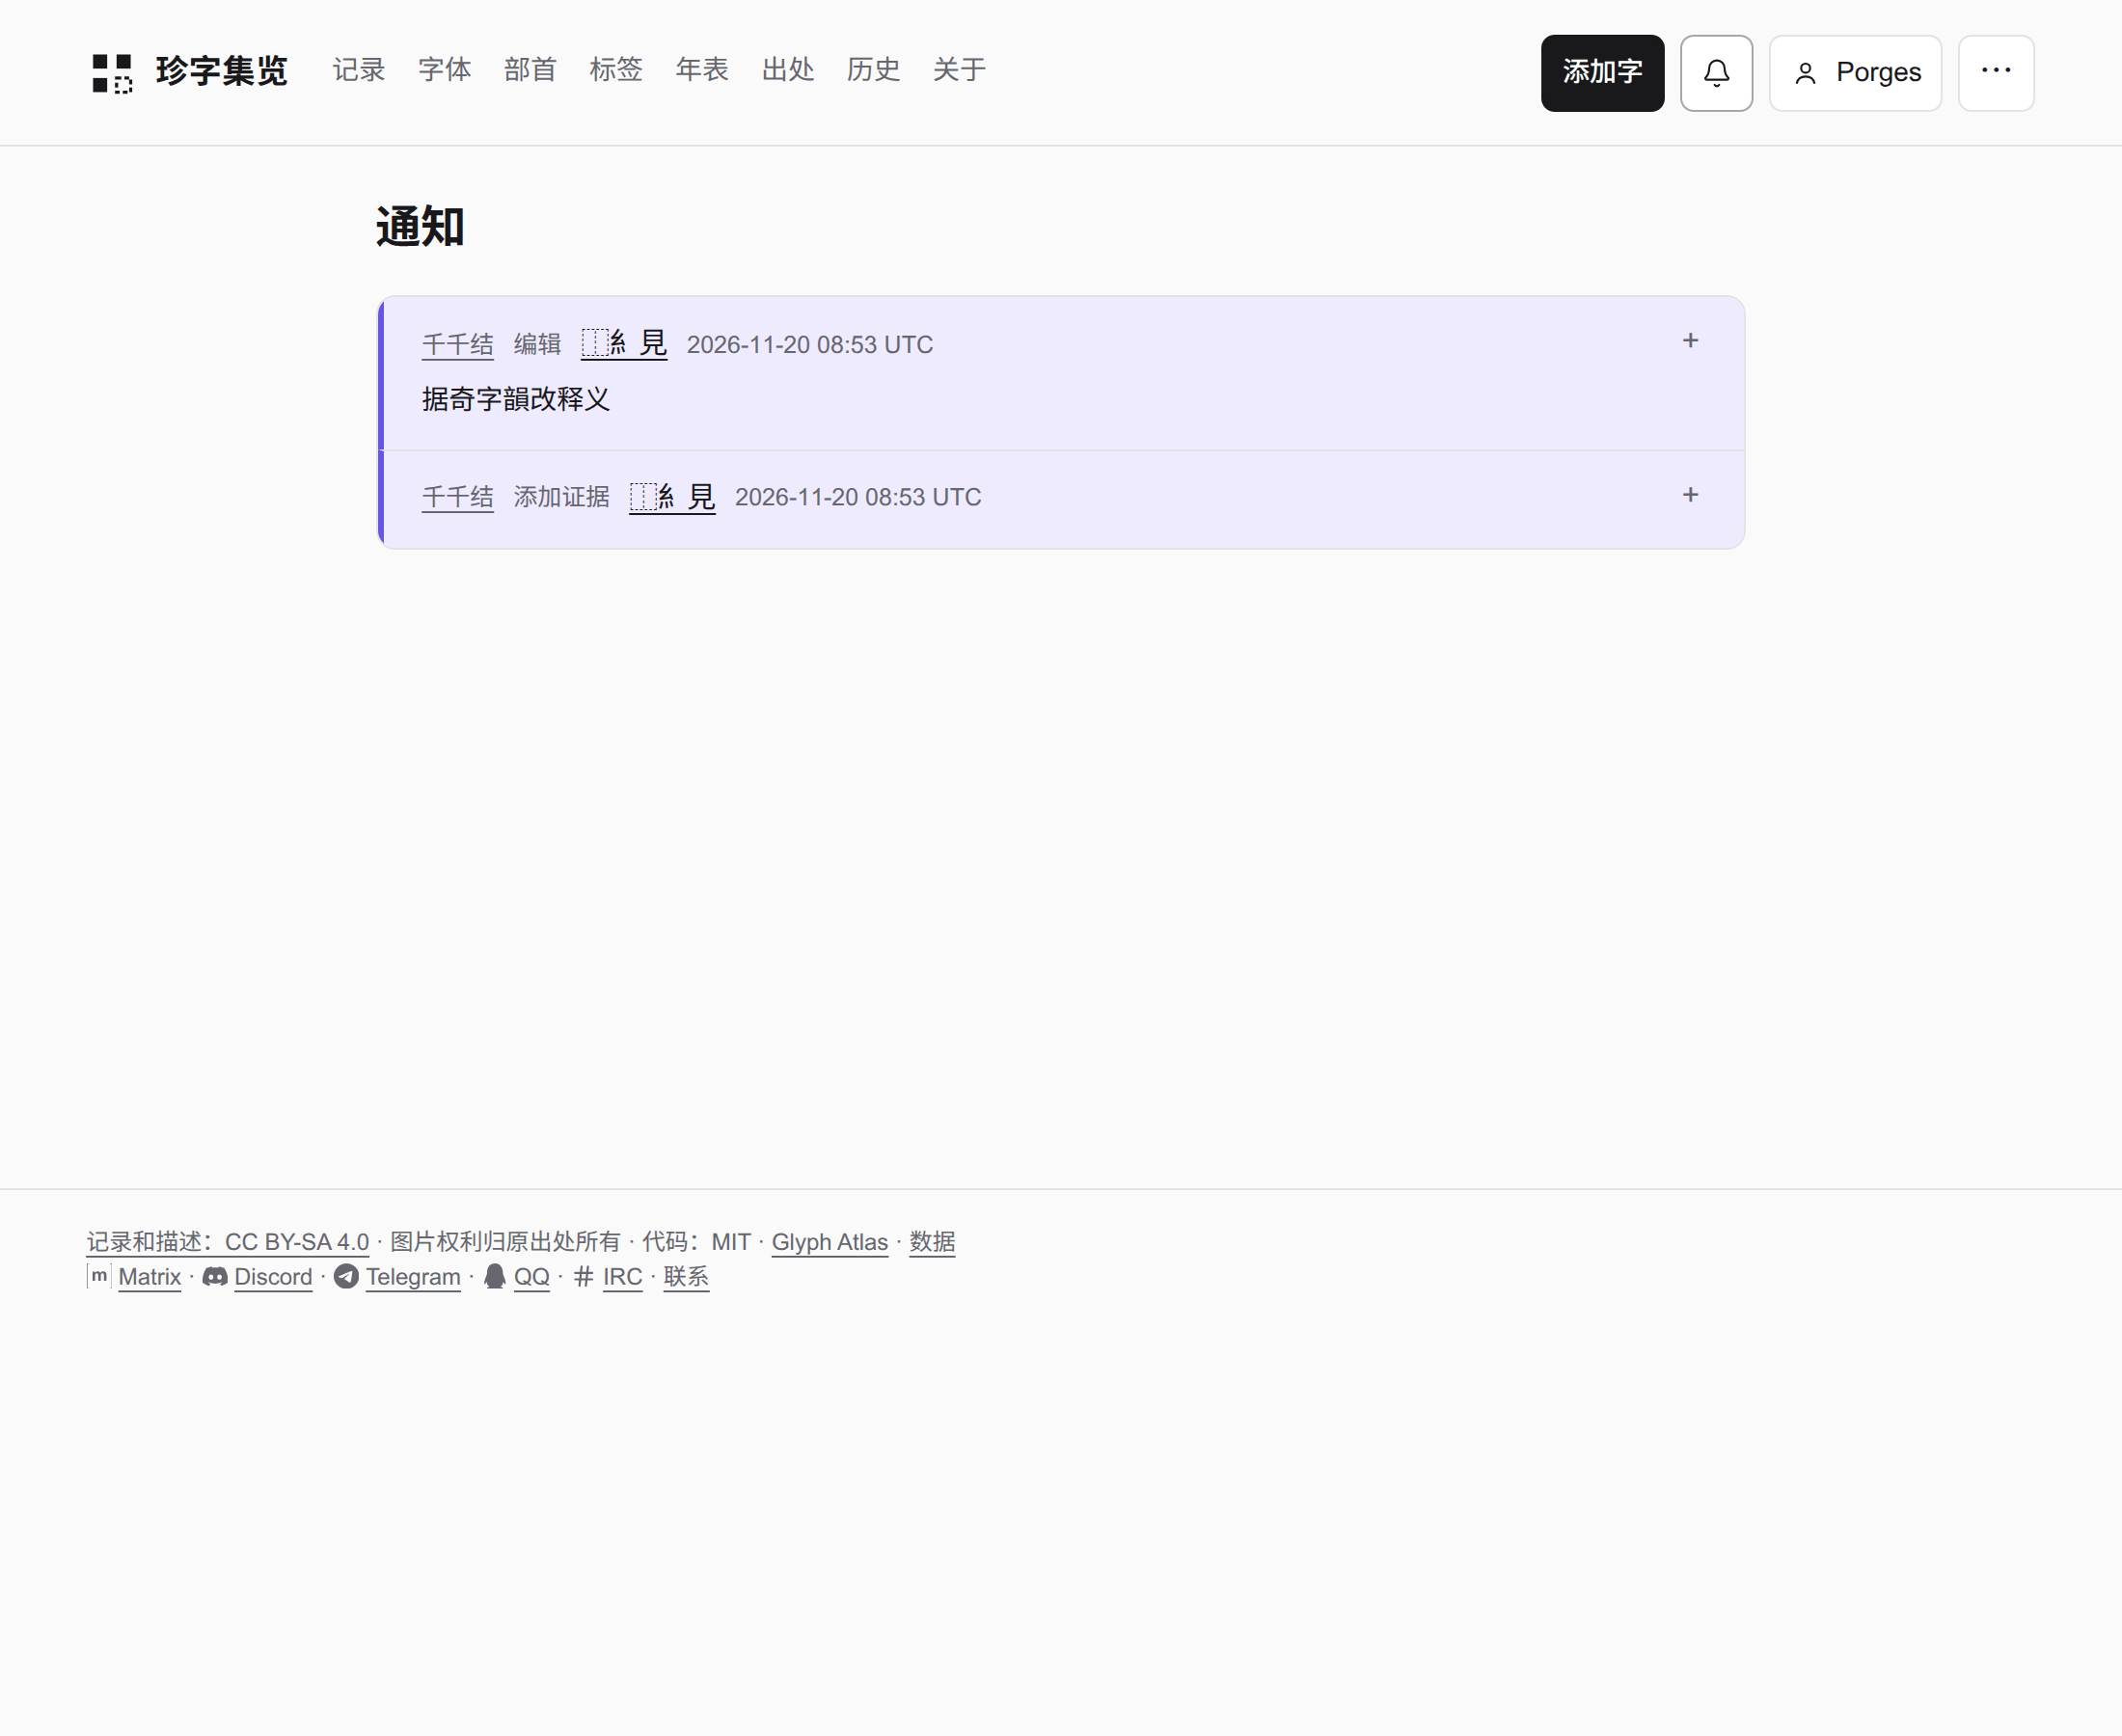 珍字集览 记录 字体 部首 标签 年表 出处 历史 关于 添加字 Porges ···
通知
千千结 编辑 ⿰糹見 2026-11-20 08:53 UTC +
据奇字韻改释义
千千结 添加证据 ⿰糹見 2026-11-20 08:53 UTC +
记录和描述：CC BY-SA 4.0 · 图片权利归原出处所有 · 代码：MIT · Glyph Atlas · 数据
[m] Matrix · Discord · Telegram · QQ · # IRC · 联系